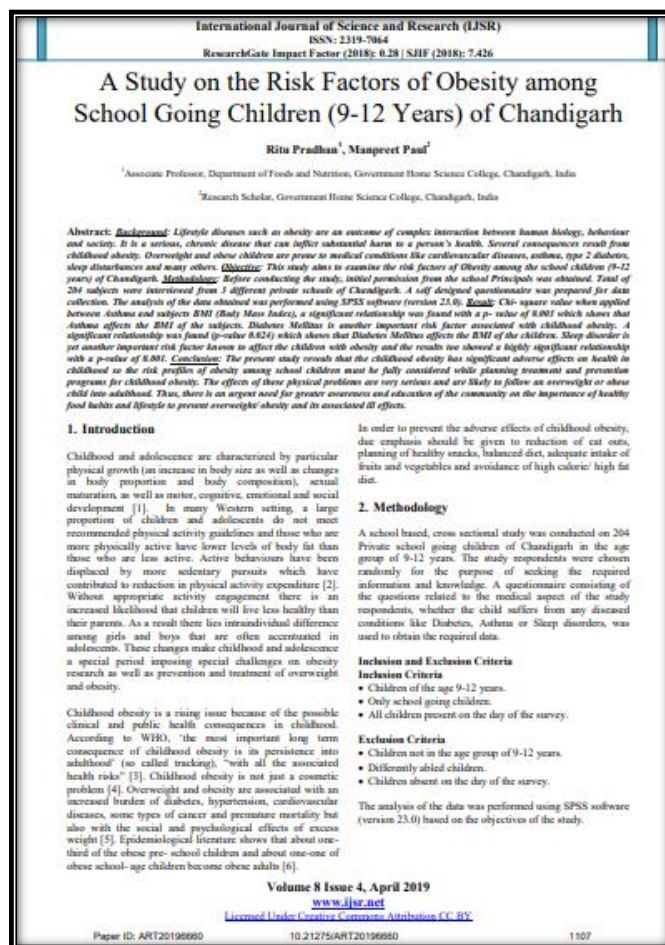 International Journal of Science and Research (IJSR)
ISSN: 2319-7064
ResearchGate Impact Factor (2018): 0.28 | SJIF (2018): 7.426
A Study on the Risk Factors of Obesity among
School Going Children (9-12 Years) of Chandigarh
Ritu Pradhan¹, Manpreet Paul²
¹Associate Professor, Department of Foods and Nutrition, Government Home Science College, Chandigarh, India
²Research Scholar, Government Home Science College, Chandigarh, India
Abstract: Background: Lifestyle diseases such as obesity are an outcome of complex interaction between human biology, behaviour
and society. It is a serious, chronic disease that can inflict substantial harm to a person's health. Several consequences result from
childhood obesity. Overweight and obese children are prone to medical conditions like cardiovascular diseases, asthma, type 2 diabetes,
sleep disturbances and many others. Objective: This study aims to examine the risk factors of Obesity among the school children (9-12
years) of Chandigarh. Methodology: Before conducting the study, initial permission from the school Principals was obtained. Total of
204 subjects were interviewed from 3 different private schools of Chandigarh. A self designed questionnaire was prepared for data
collection. The analysis of the data obtained was performed using SPSS software (version 23.0). Result: Chi- square value when applied
between Asthma and subjects BMI (Body Mass Index), a significant relationship was found with a p- value of 0.003 which shows that
Asthma affects the BMI of the subjects. Diabetes Mellitus is another important risk factor associated with childhood obesity. A
significant relationship was found (p-value 0.024) which shows that Diabetes Mellitus affects the BMI of the children. Sleep disorder is
yet another important risk factor known to affect the children with obesity and the results too showed a highly significant relationship
with a p-value of 0.001. Conclusion: The present study reveals that the childhood obesity has significant adverse effects on health in
childhood so the risk profiles of obesity among school children must be fully considered while planning treatment and prevention
programs for childhood obesity. The effects of these physical problems are very serious and are likely to follow an overweight or obese
child into adulthood. Thus, there is an urgent need for greater awareness and education of the community on the importance of healthy
food habits and lifestyle to prevent overweight/ obesity and its associated ill effects.
1. Introduction
Childhood and adolescence are characterized by particular
physical growth (an increase in body size as well as changes
in body proportion and body composition), sexual
maturation, as well as motor, cognitive, emotional and social
development [1]. In many Western setting, a large
proportion of children and adolescents do not meet
recommended physical activity guidelines and those who are
more physically active have lower levels of body fat than
those who are less active. Active behaviours have been
displaced by more sedentary pursuits which have
contributed to reduction in physical activity expenditure [2].
Without appropriate activity engagement there is an
increased likelihood that children will live less healthy than
their parents. As a result there lies intraindividual difference
among girls and boys that are often accentuated in
adolescents. These changes make childhood and adolescence
a special period imposing special challenges on obesity
research as well as prevention and treatment of overweight
and obesity.
Childhood obesity is a rising issue because of the possible
clinical and public health consequences in childhood.
According to WHO, 'the most important long term
consequence of childhood obesity is its persistence into
adulthood' (so called tracking), "with all the associated
health risks" [3]. Childhood obesity is not just a cosmetic
problem [4]. Overweight and obesity are associated with an
increased burden of diabetes, hypertension, cardiovascular
diseases, some types of cancer and premature mortality but
also with the social and psychological effects of excess
weight [5]. Epidemiological literature shows that about one-
third of the obese pre- school children and about one-one of
obese school- age children become obese adults [6].
In order to prevent the adverse effects of childhood obesity,
due emphasis should be given to reduction of eat outs,
planning of healthy snacks, balanced diet, adequate intake of
fruits and vegetables and avoidance of high calorie/ high fat
diet.
2. Methodology
A school based, cross sectional study was conducted on 204
Private school going children of Chandigarh in the age
group of 9-12 years. The study respondents were chosen
randomly for the purpose of seeking the required
information and knowledge. A questionnaire consisting of
the questions related to the medical aspect of the study
respondents, whether the child suffers from any diseased
conditions like Diabetes, Asthma or Sleep disorders, was
used to obtain the required data.
Inclusion and Exclusion Criteria
Inclusion Criteria
• Children of the age 9-12 years.
• Only school going children.
• All children present on the day of the survey.
Exclusion Criteria
• Children not in the age group of 9-12 years.
• Differently abled children.
• Children absent on the day of the survey.
The analysis of the data was performed using SPSS software
(version 23.0) based on the objectives of the study.
Volume 8 Issue 4, April 2019
www.ijsr.net
Licensed Under Creative Commons Attribution CC BY
Paper ID: ART20196660
10.21275/ART20196660
1107